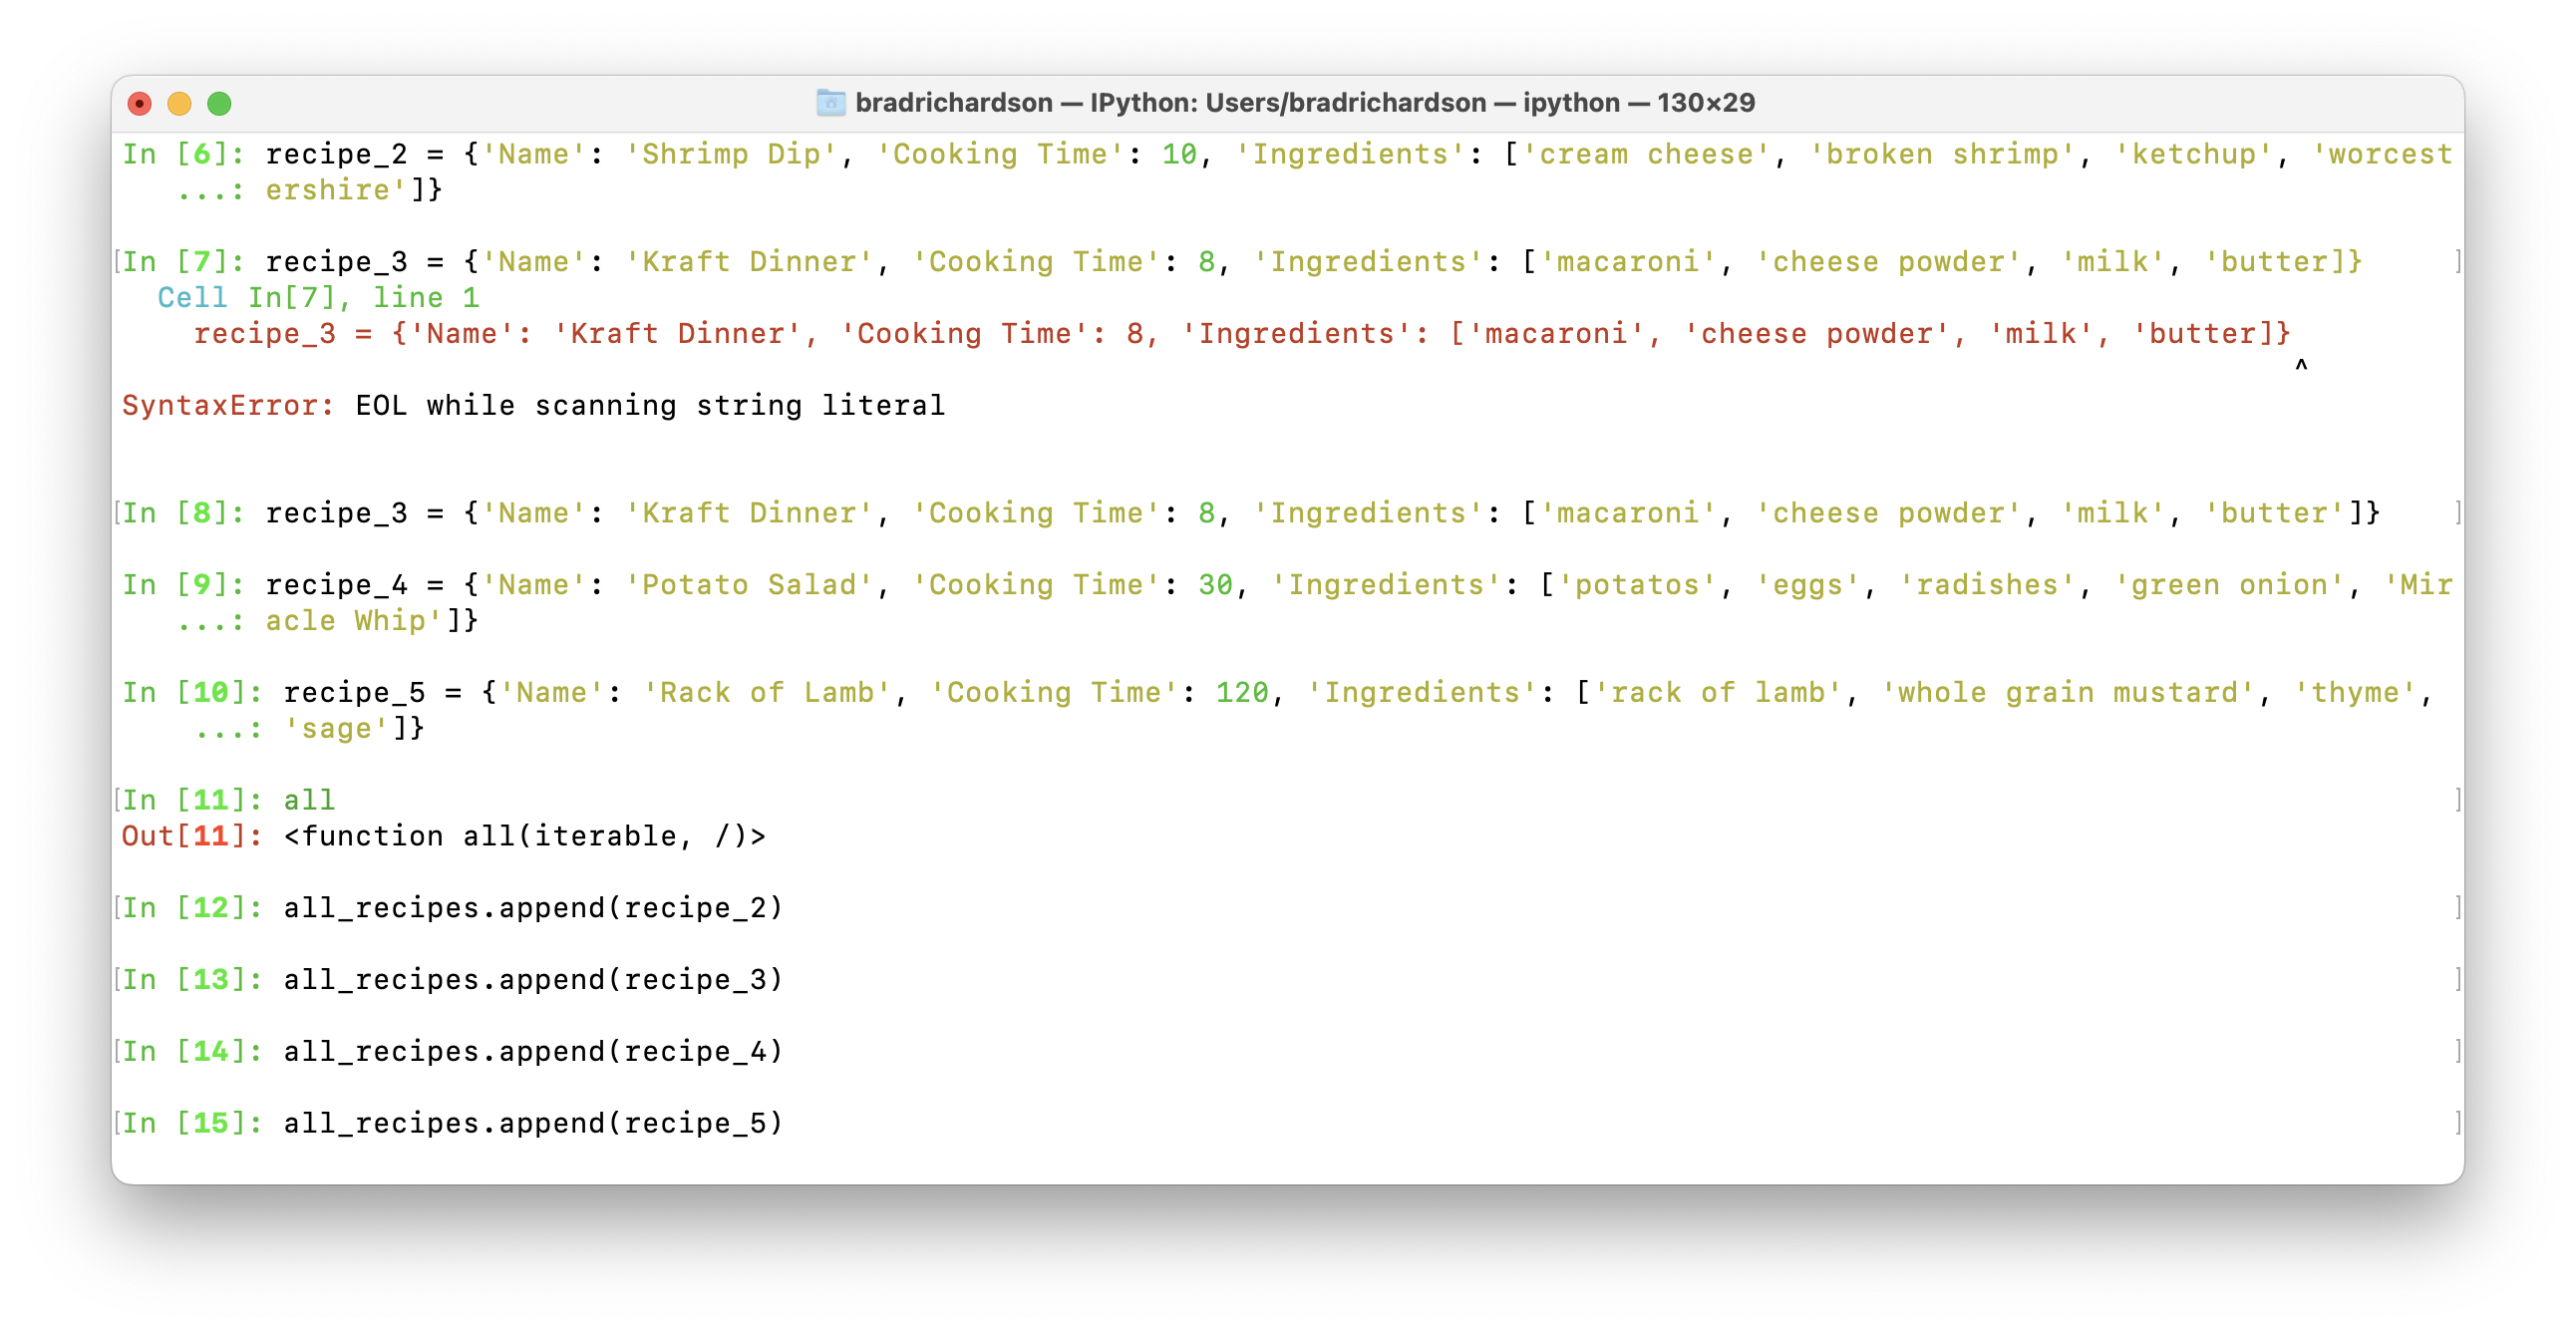 bradrichardson — IPython: Users/bradrichardson — ipython — 130×29
In [6]: recipe_2 = {'Name': 'Shrimp Dip', 'Cooking Time': 10, 'Ingredients': ['cream cheese', 'broken shrimp', 'ketchup', 'worcest
...: ershire']}
[In [7]: recipe_3 = {'Name': 'Kraft Dinner', 'Cooking Time': 8, 'Ingredients': ['macaroni', 'cheese powder', 'milk', 'butter]} ]
Cell In[7], line 1
recipe_3 = {'Name': 'Kraft Dinner', 'Cooking Time': 8, 'Ingredients': ['macaroni', 'cheese powder', 'milk', 'butter]}
^
SyntaxError: EOL while scanning string literal
[In [8]: recipe_3 = {'Name': 'Kraft Dinner', 'Cooking Time': 8, 'Ingredients': ['macaroni', 'cheese powder', 'milk', 'butter']} ]
In [9]: recipe_4 = {'Name': 'Potato Salad', 'Cooking Time': 30, 'Ingredients': ['potatos', 'eggs', 'radishes', 'green onion', 'Mir
...: acle Whip']}
In [10]: recipe_5 = {'Name': 'Rack of Lamb', 'Cooking Time': 120, 'Ingredients': ['rack of lamb', 'whole grain mustard', 'thyme',
...: 'sage']}
[In [11]: all ]
Out[11]: <function all(iterable, /)>
[In [12]: all_recipes.append(recipe_2) ]
[In [13]: all_recipes.append(recipe_3) ]
[In [14]: all_recipes.append(recipe_4) ]
[In [15]: all_recipes.append(recipe_5) ]